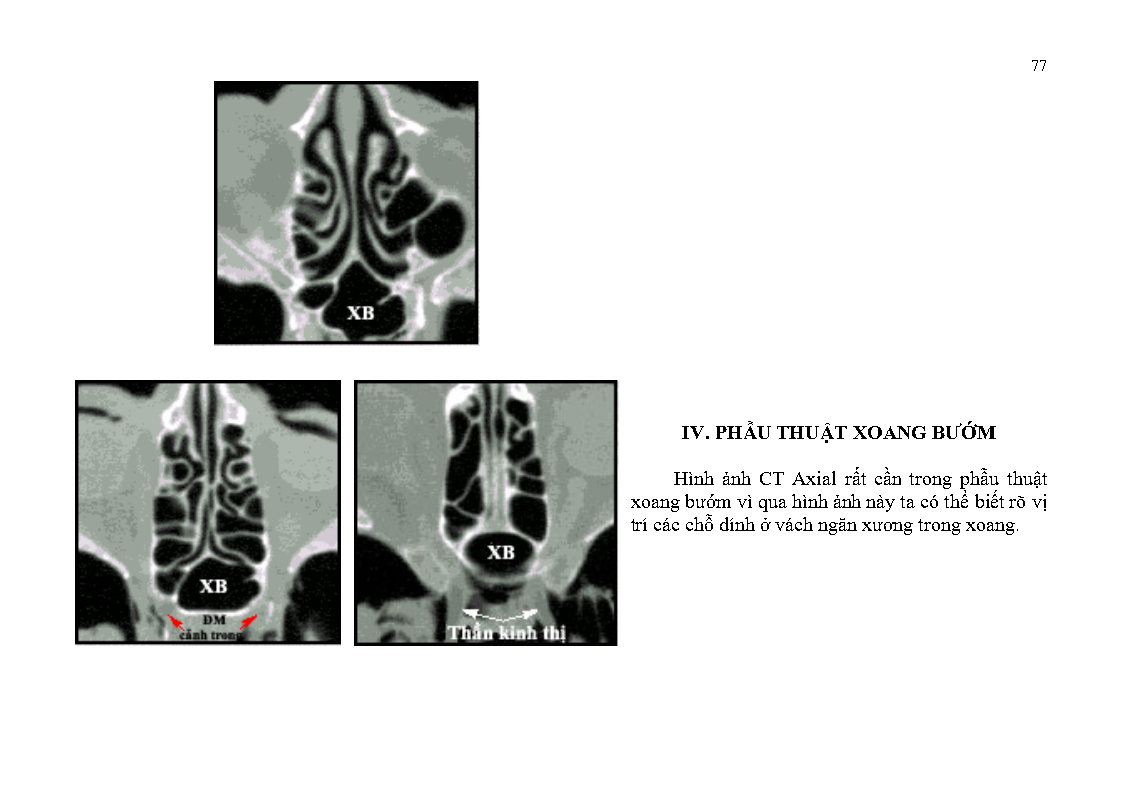 77
XB
XB
ĐM
cảnh trong
XB
Thần kinh thị
IV. PHẪU THUẬT XOANG BƯỚM
Hình ảnh CT Axial rất cần trong phẫu thuật
xoang bướm vì qua hình ảnh này ta có thể biết rõ vị
trí các chỗ dính ở vách ngăn xương trong xoang.